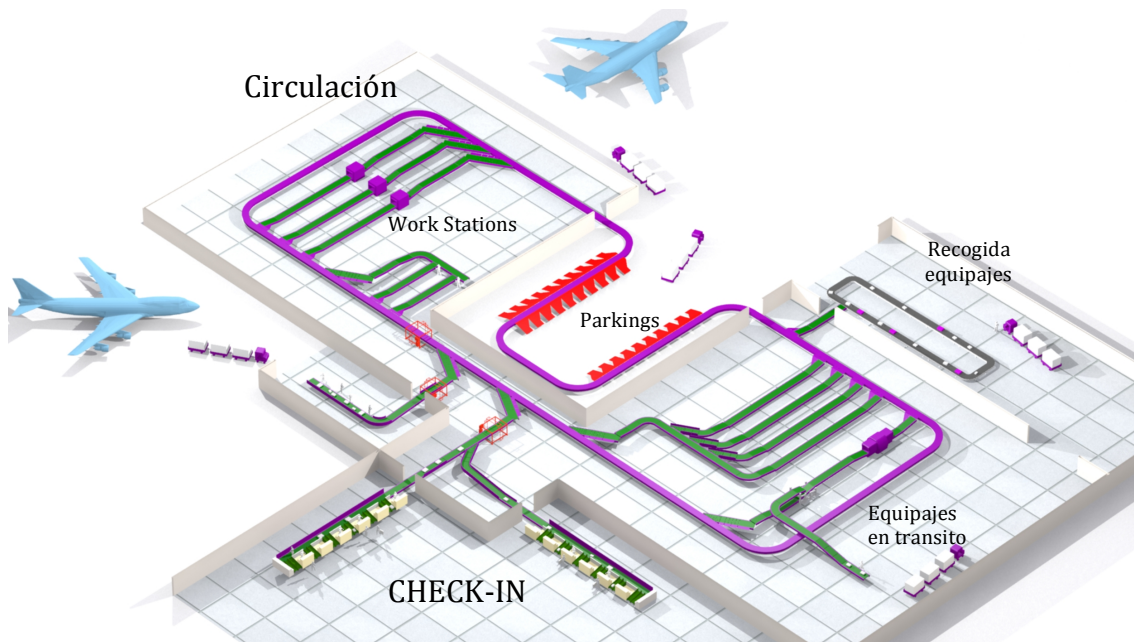 Circulación
Work Stations
Recogida
equipajes
Parkings
Equipajes
en transito
CHECK-IN